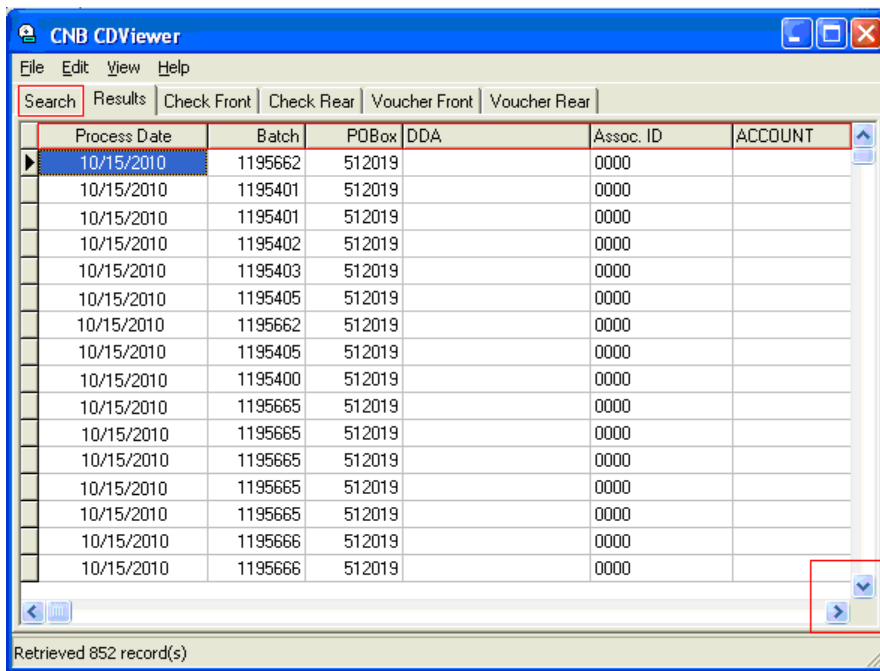 CNB CDViewer
File Edit View Help
Search Results Check Front Check Rear Voucher Front Voucher Rear
Process Date Batch POBox DDA Assoc. ID ACCOUNT
10/15/2010 1195662 512019 0000
10/15/2010 1195401 512019 0000
10/15/2010 1195401 512019 0000
10/15/2010 1195402 512019 0000
10/15/2010 1195403 512019 0000
10/15/2010 1195405 512019 0000
10/15/2010 1195662 512019 0000
10/15/2010 1195405 512019 0000
10/15/2010 1195400 512019 0000
10/15/2010 1195665 512019 0000
10/15/2010 1195665 512019 0000
10/15/2010 1195665 512019 0000
10/15/2010 1195665 512019 0000
10/15/2010 1195665 512019 0000
10/15/2010 1195666 512019 0000
10/15/2010 1195666 512019 0000
Retrieved 852 record(s)